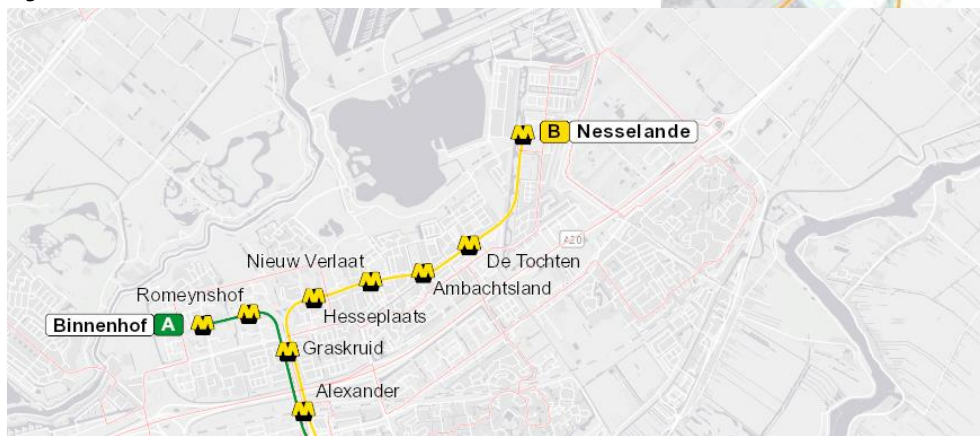 B Nesselande
A20
Nieuw Verlaat
De Tochten
Ambachtsland
Romeynshof
Hesseplaats
Binnenhof A
Graskruid
Alexander